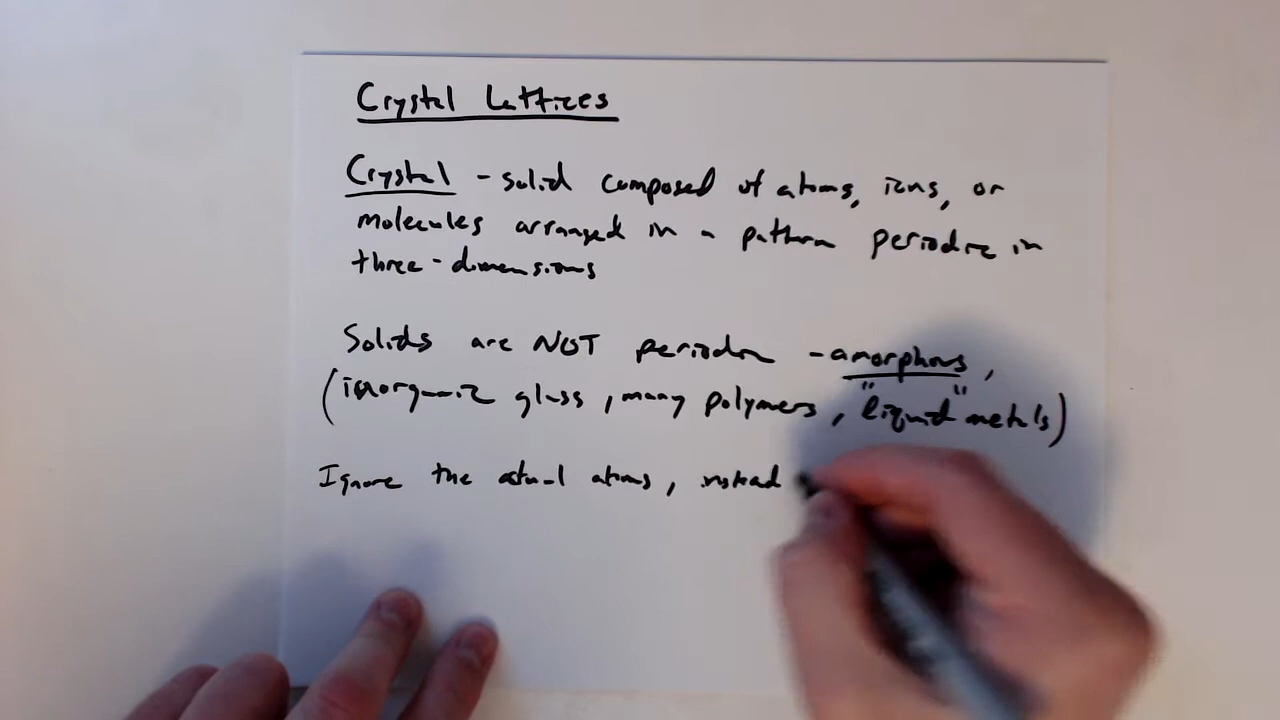 Crystal Lattices
Crystal - solid composed of atoms, ions, or
molecules arranged in a pattern periodic in
three-dimensions
Solids are NOT periodic - amorphous,
(inorganic glass, many polymers, "liquid" metals)
Ignore the actual atoms, instead